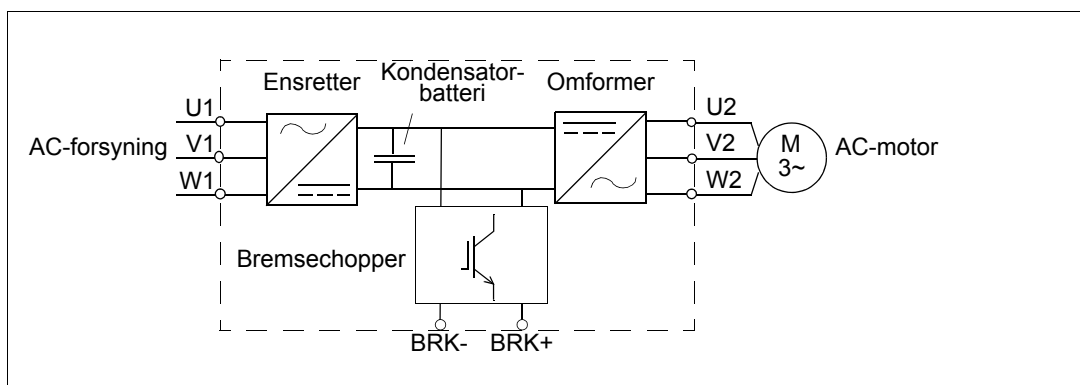 Ensretter
Kondensator-
batteri
Omformer
U1
V1
W1
AC-forsyning
U2
V2
W2
M
3~
AC-motor
Bremsechopper
BRK-
BRK+